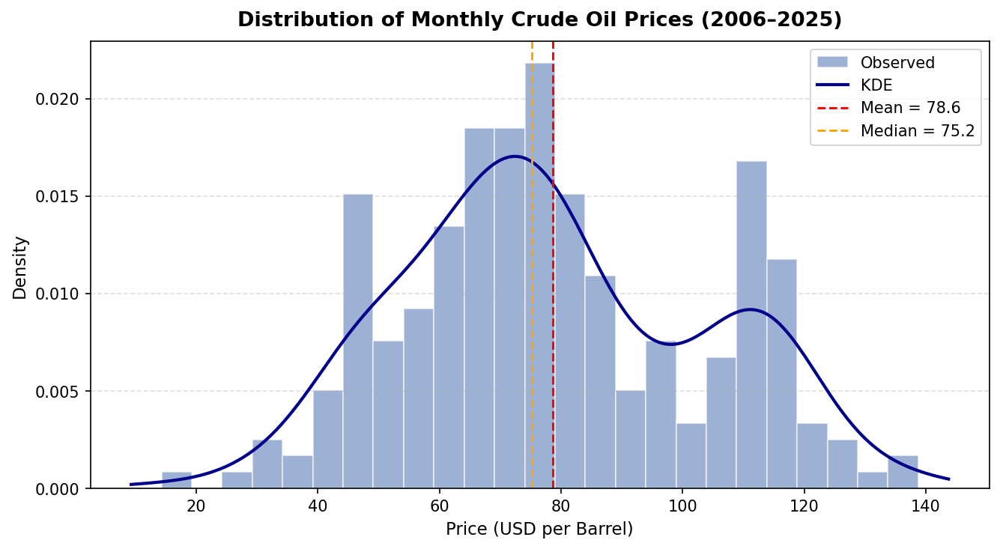 Distribution of Monthly Crude Oil Prices (2006–2025)
Observed
KDE
Mean = 78.6
Median = 75.2
Density
0.020
0.015
0.010
0.005
0.000
20 40 60 80 100 120 140
Price (USD per Barrel)